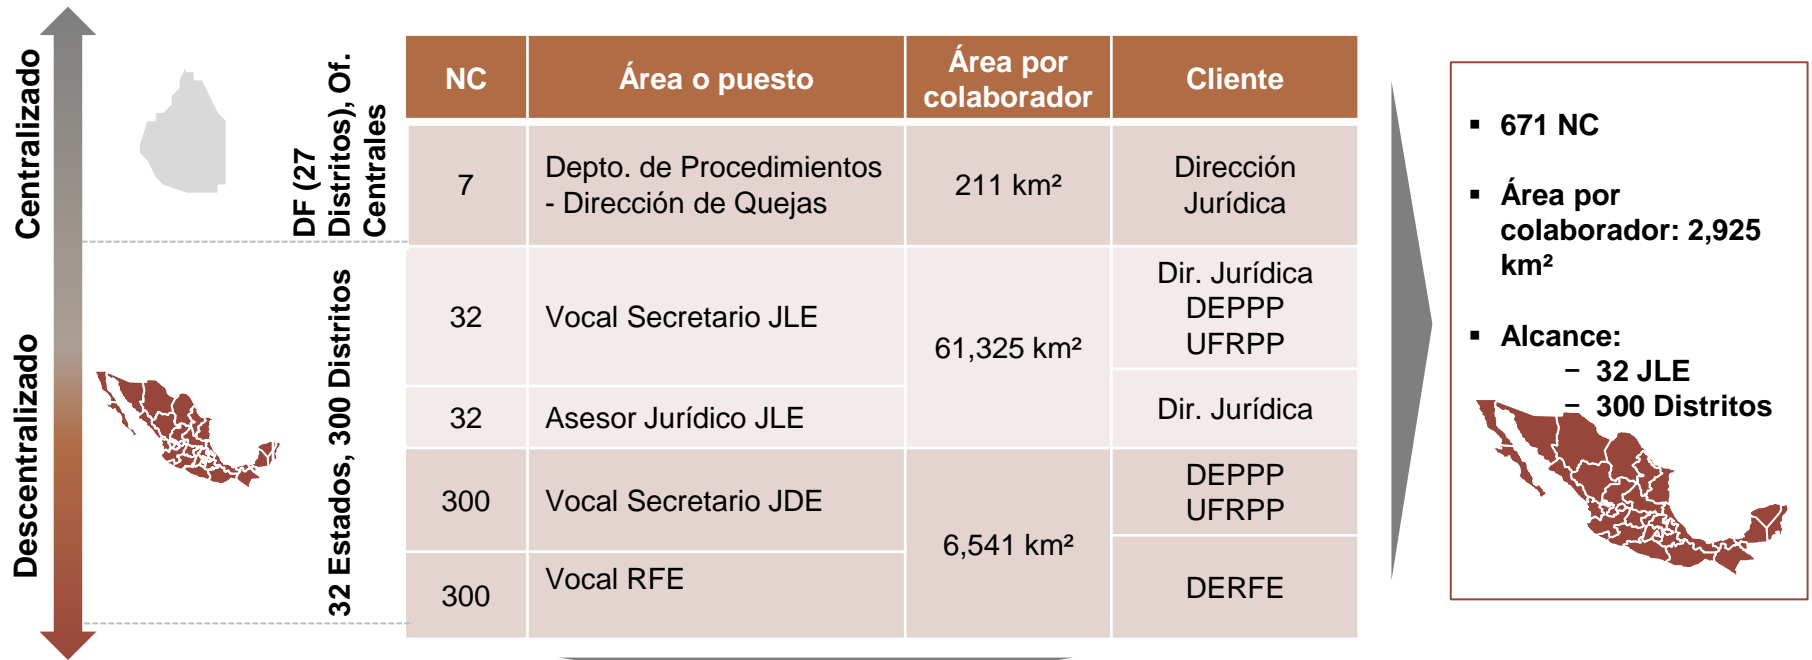 Centralizado
Descentralizado
DF (27
Distritos), Of.
Centrales
32 Estados, 300 Distritos
NC
Área o puesto
Área por
colaborador
Cliente
7
Depto. de Procedimientos
- Dirección de Quejas
211 km²
Dirección
Jurídica
32
Vocal Secretario JLE
61,325 km²
Dir. Jurídica
DEPPP
UFRPP
32
Asesor Jurídico JLE
Dir. Jurídica
300
Vocal Secretario JDE
6,541 km²
DEPPP
UFRPP
300
Vocal RFE
DERFE
▪ 671 NC
▪ Área por
colaborador: 2,925
km²
▪ Alcance:
− 32 JLE
− 300 Distritos